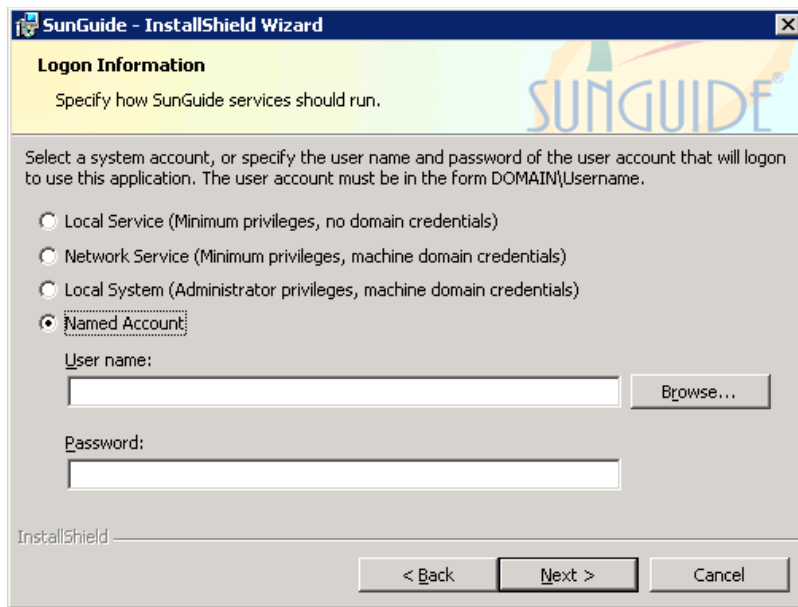 SunGuide - InstallShield Wizard
Logon Information
Specify how SunGuide services should run.
SUNGUIDE®
Select a system account, or specify the user name and password of the user account that will logon
to use this application. The user account must be in the form DOMAIN\Username.
Local Service (Minimum privileges, no domain credentials)
Network Service (Minimum privileges, machine domain credentials)
Local System (Administrator privileges, machine domain credentials)
Named Account
User name:
Browse...
Password:
InstallShield
< Back
Next >
Cancel